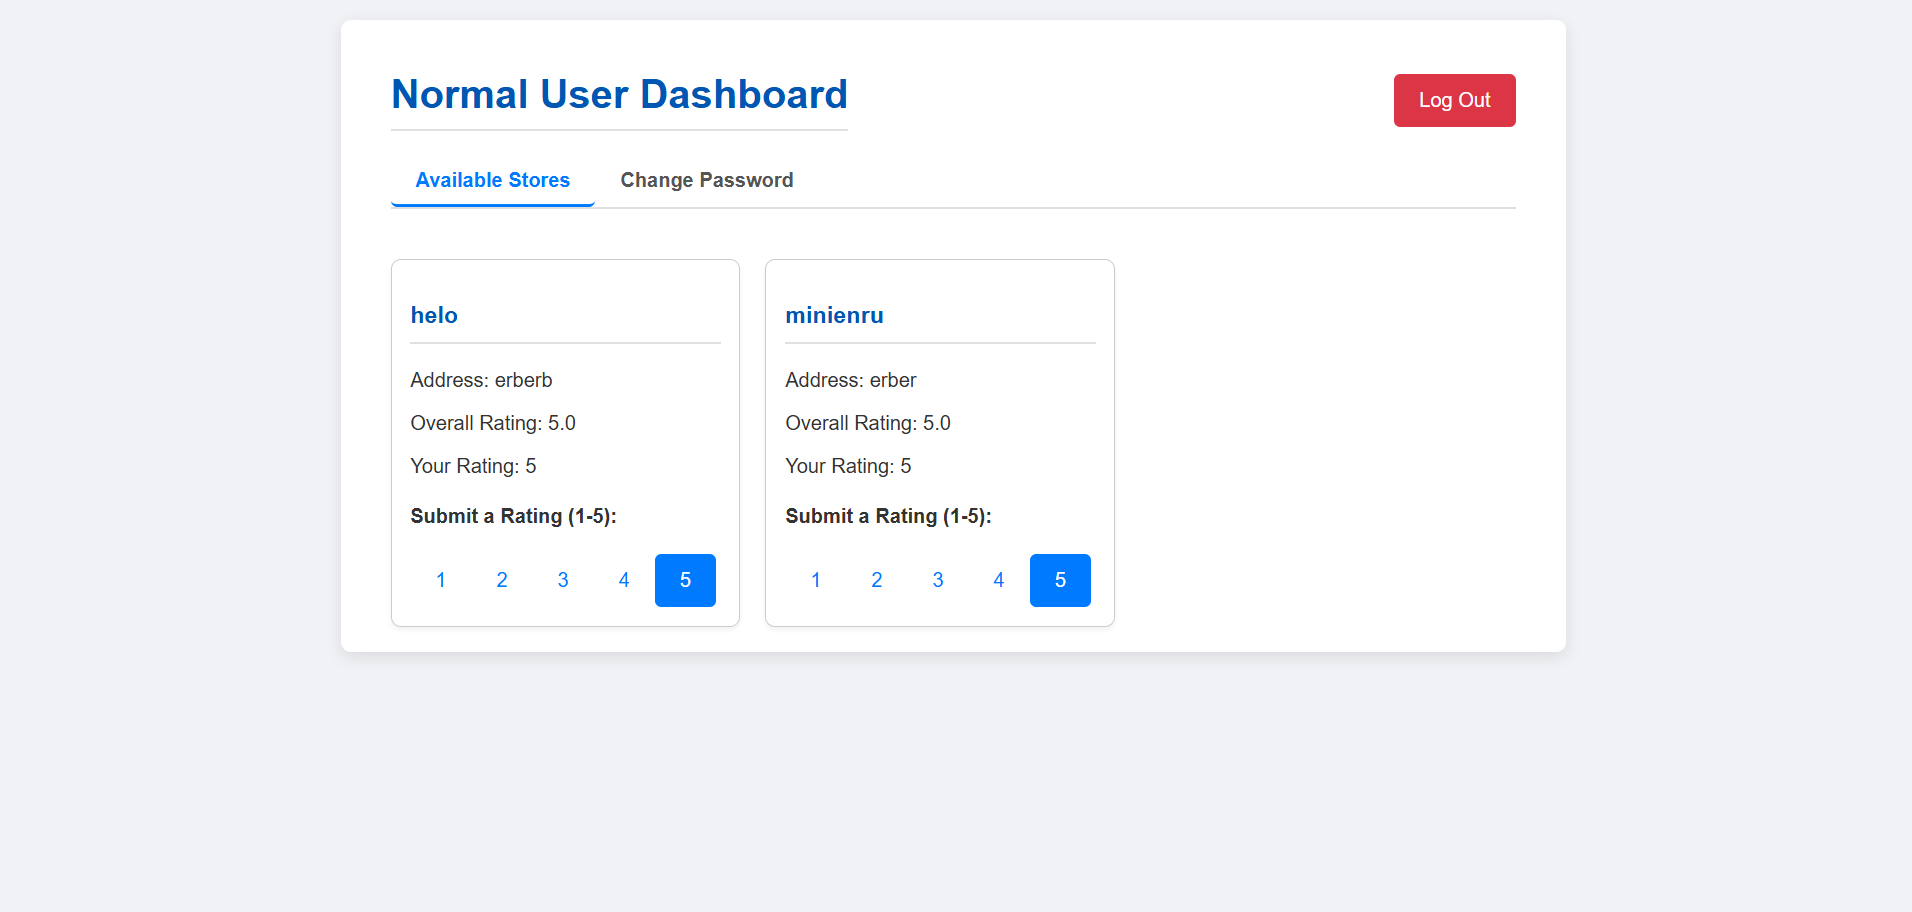 Normal User Dashboard
Log Out
Available Stores
Change Password
helo
Address: erberb
Overall Rating: 5.0
Your Rating: 5
Submit a Rating (1-5):
1 2 3 4 5
minienru
Address: erber
Overall Rating: 5.0
Your Rating: 5
Submit a Rating (1-5):
1 2 3 4 5